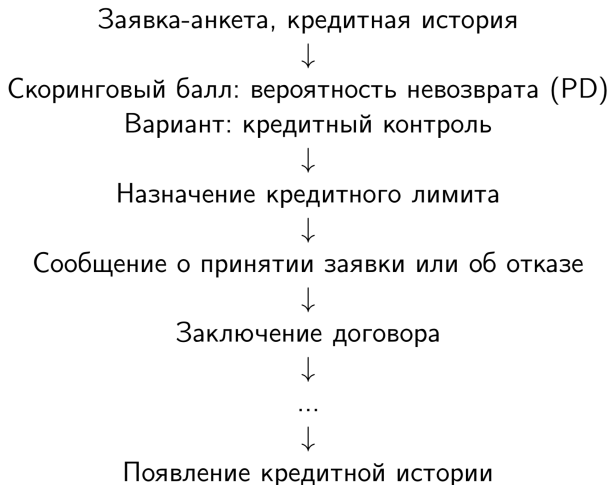 Заявка-анкета, кредитная история
↓
Скоринговый балл: вероятность невозврата (PD)
Вариант: кредитный контроль
↓
Назначение кредитного лимита
↓
Сообщение о принятии заявки или об отказе
↓
Заключение договора
↓
...
↓
Появление кредитной истории